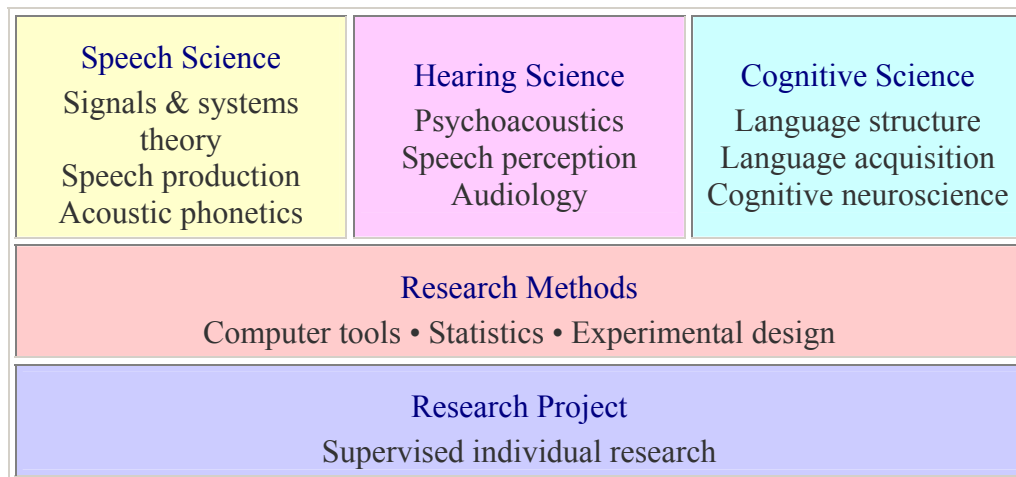 Speech Science
Signals & systems
theory
Speech production
Acoustic phonetics
Hearing Science
Psychoacoustics
Speech perception
Audiology
Cognitive Science
Language structure
Language acquisition
Cognitive neuroscience
Research Methods
Computer tools • Statistics • Experimental design
Research Project
Supervised individual research